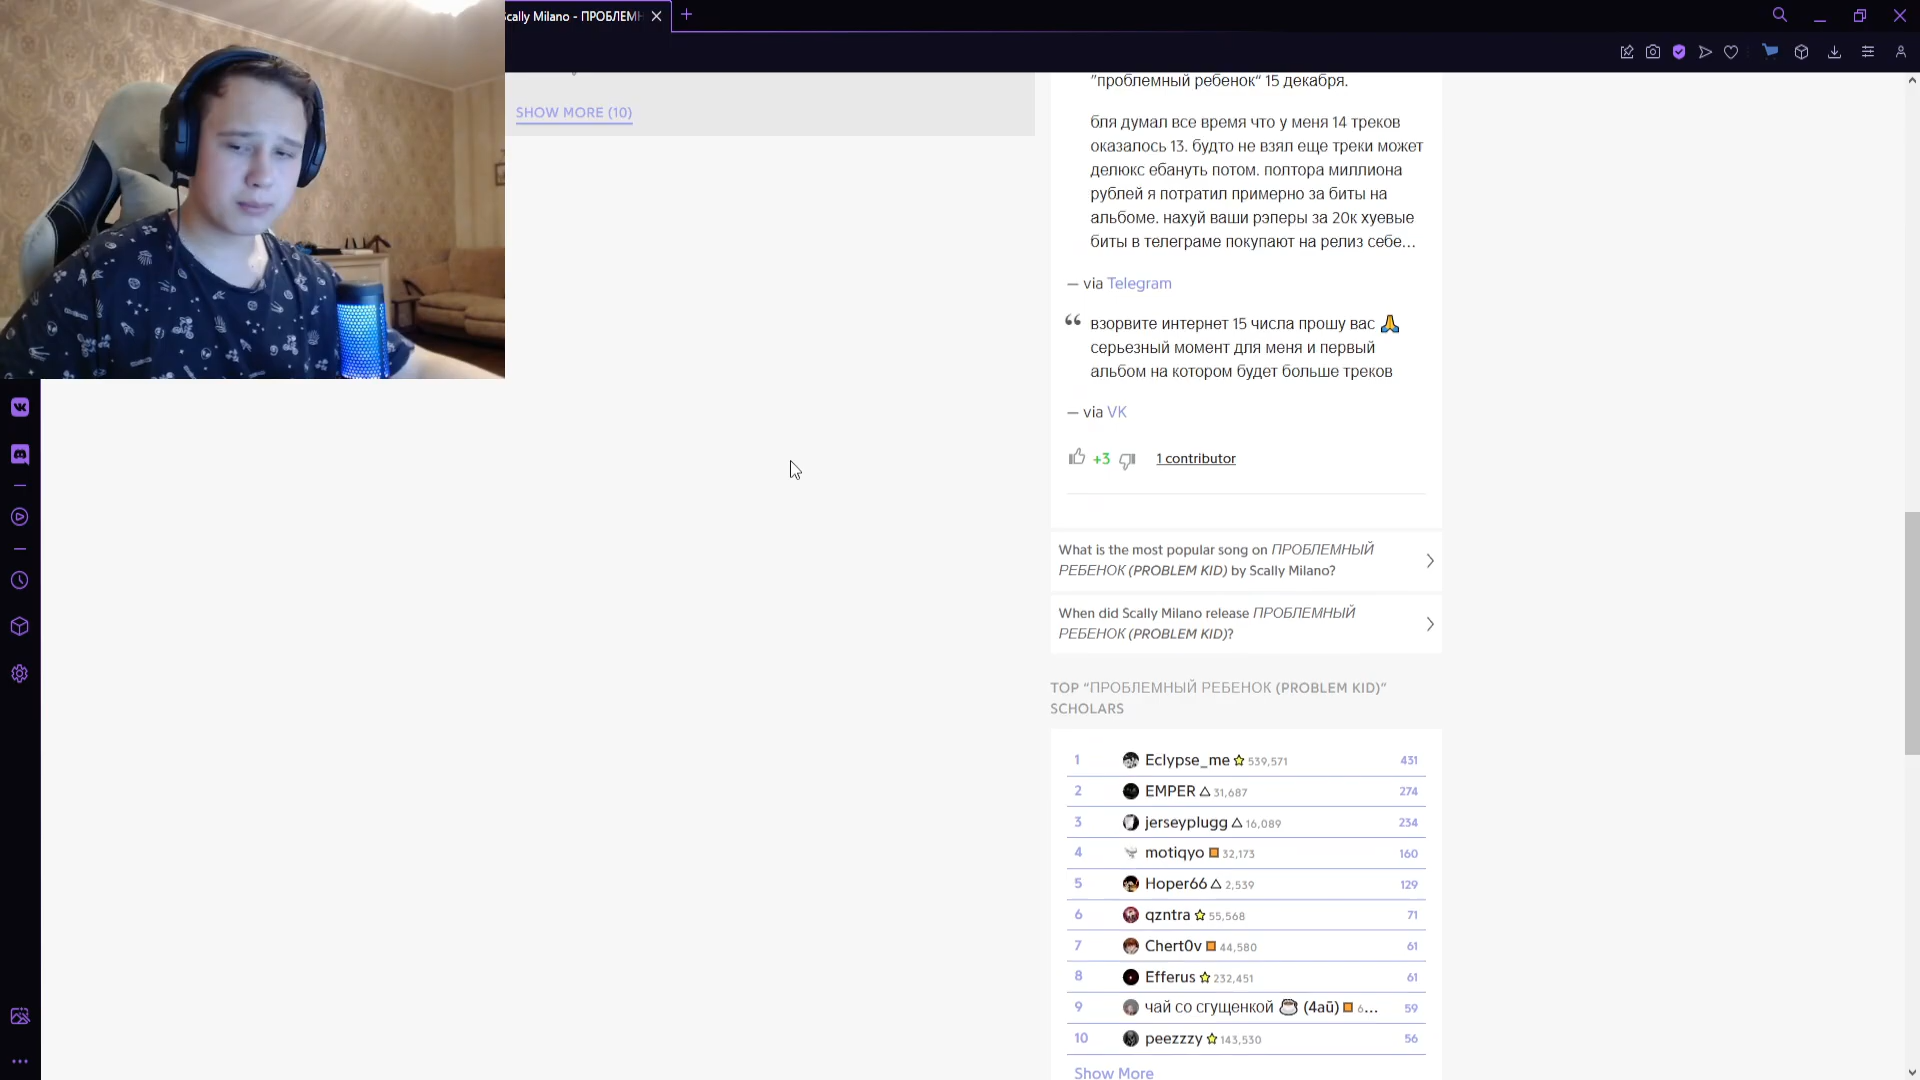 Scally Milano - ПРОБЛЕМН
SHOW MORE (10)
"проблемный ребенок" 15 декабря.
бля думал все время что у меня 14 треков
оказалось 13. будто не взял еще треки может
делюкс ебануть потом. полтора миллиона
рублей я потратил примерно за биты на
альбоме. нахуй ваши рэперы за 20к хуевые
биты в телеграме покупают на релиз себе...
— via Telegram
“ взорвите интернет 15 числа прошу вас 🙏
серьезный момент для меня и первый
альбом на котором будет больше треков
— via VK
+3 1 contributor
What is the most popular song on ПРОБЛЕМНЫЙ
РЕБЕНОК (PROBLEM KID) by Scally Milano?
When did Scally Milano release ПРОБЛЕМНЫЙ
РЕБЕНОК (PROBLEM KID)?
TOP “ПРОБЛЕМНЫЙ РЕБЕНОК (PROBLEM KID)”
SCHOLARS
1 Eclypse_me 539,571 431
2 EMPER 31,687 274
3 jerseyplugg 16,089 234
4 motiqyo 32,173 160
5 Hoper66 2,539 129
6 qzntra 55,568 71
7 Chert0v 44,580 61
8 Efferus 232,451 61
9 чай со сгущенкой (4ай) 6... 59
10 peezzzy 143,530 56
Show More